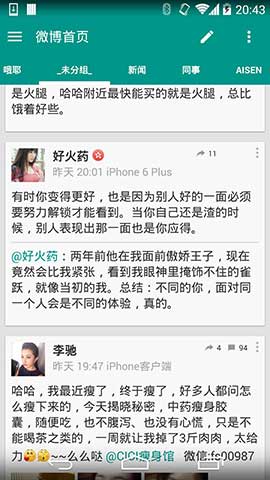 20:43
微博首页
哦耶 _未分组_ 新闻 同事 AISEN
是火腿，哈哈附近最快能买的就是火腿，总比
饿着好些。
好火药
11
昨天 20:01 iPhone 6 Plus
有时你变得更好，也是因为别人好的一面必须
要努力解锁才能看到。当你自己还是渣的时
候，别人表现出那一面也是你应得。
@好火药：两年前他在我面前傲娇王子，现在
竟然会比我紧张，看到我眼神里掩饰不住的雀
跃，就像当初的我。总结：不同的你，面对同
一个人会是不同的体验，真的。
李驰
4 94
昨天 19:47 iPhone客户端
哈哈，我最近瘦了，终于瘦了，好多人都问怎
么瘦下来的，今天揭晓秘密，中药瘦身胶
囊，随便吃，也不腹泻、也没有心慌，只是不
能喝茶之类的，一周就让我掉了3斤肉肉，太给
力~~么么哒 @CICI瘦身馆 微信:fc00987